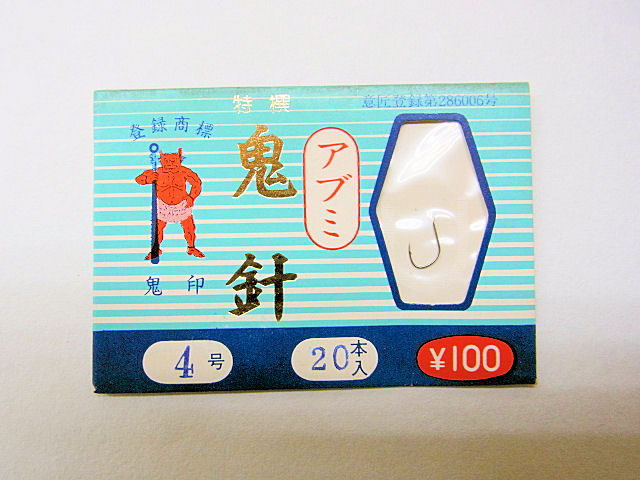 特撰
意匠登録第286006号
登録商標
鬼針
アブミ
鬼印
4号
20本入
¥100